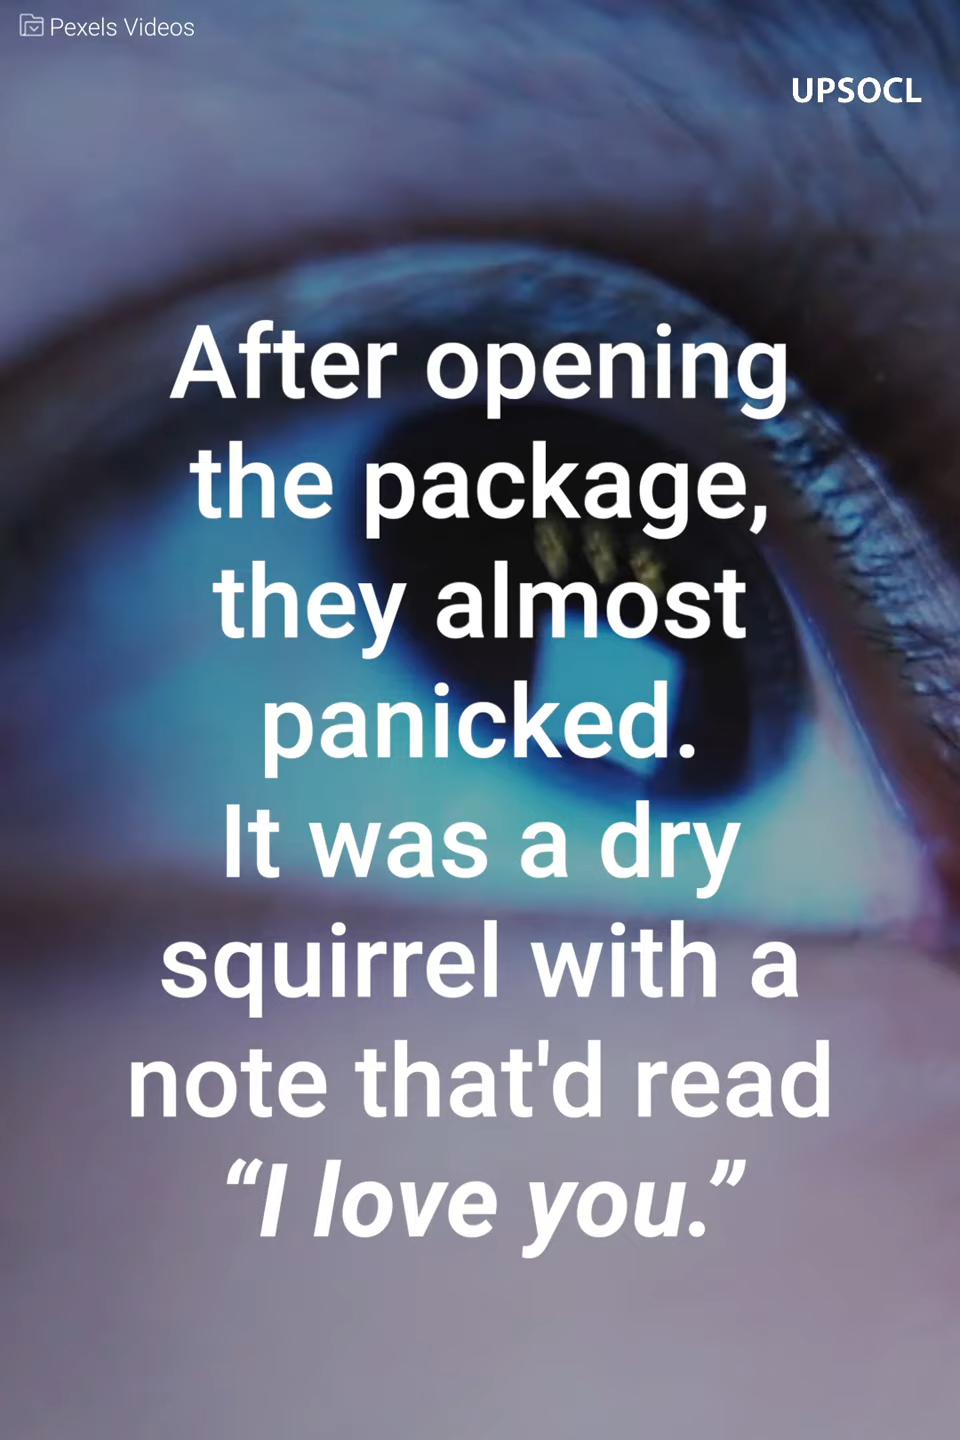 Pexels Videos
UPSOCL
After opening
the package,
they almost
panicked.
It was a dry
squirrel with a
note that'd read
“I love you.”